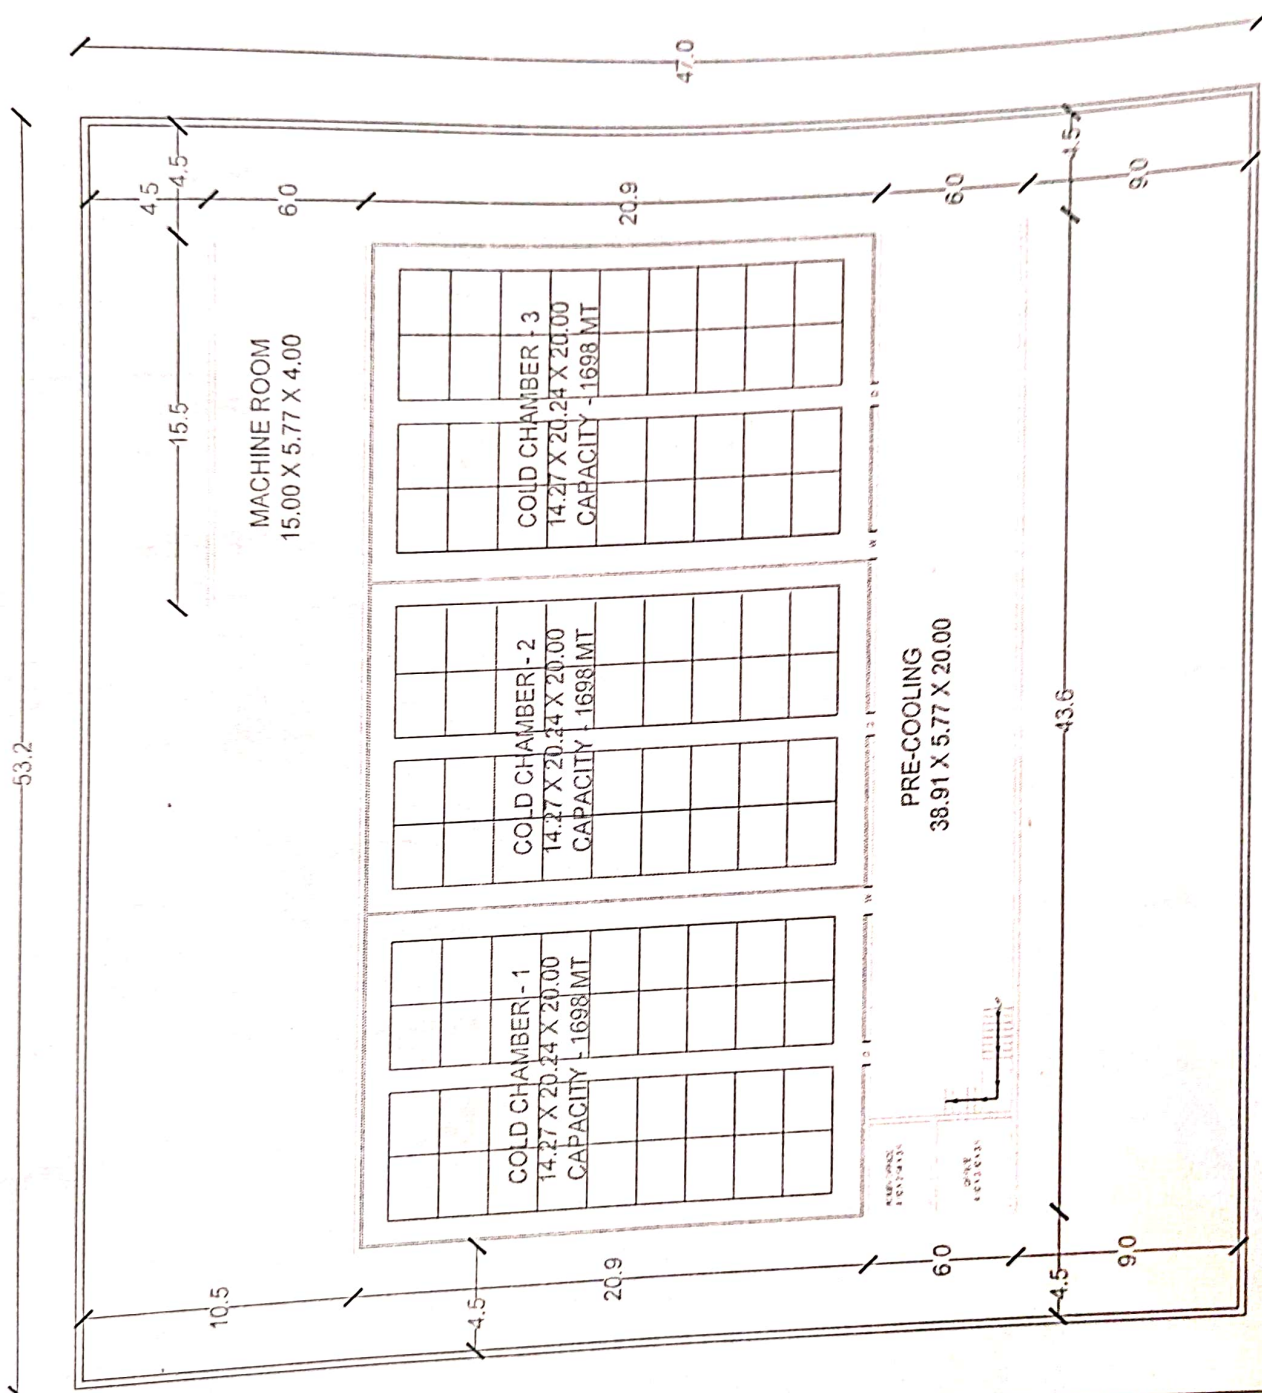 53.2
47.0
4.5
4.5
6.0
20.9
6.0
4.5
9.0
15.5
MACHINE ROOM
15.00 X 5.77 X 4.00
COLD CHAMBER - 1
14.27 X 20.24 X 20.00
CAPACITY - 1698 MT
COLD CHAMBER - 2
14.27 X 20.24 X 20.00
CAPACITY - 1698 MT
COLD CHAMBER - 3
14.27 X 20.24 X 20.00
CAPACITY - 1698 MT
PRE-COOLING
38.91 X 5.77 X 20.00
43.6
10.5
4.5
20.9
6.0
4.5
9.0